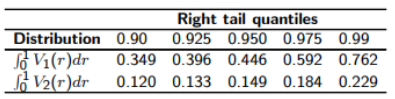 Right tail quantiles
Distribution 0.90 0.925 0.950 0.975 0.99
∫₀¹ V₁(r)dr 0.349 0.396 0.446 0.592 0.762
∫₀¹ V₂(r)dr 0.120 0.133 0.149 0.184 0.229